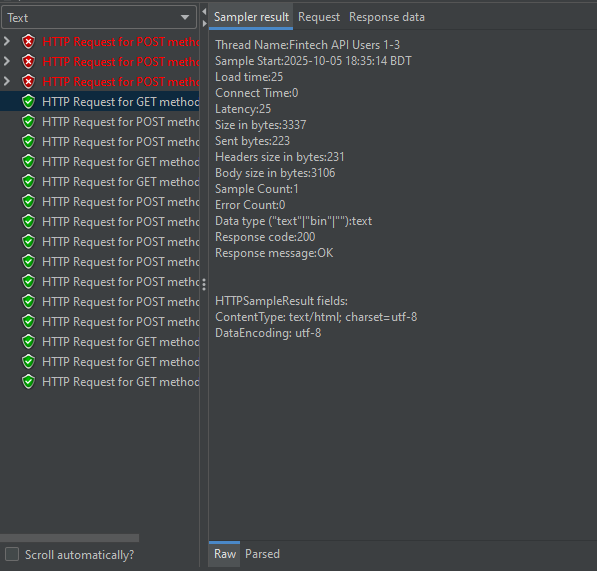 Text
Sampler result
Request
Response data
HTTP Request for POST metho
HTTP Request for POST metho
HTTP Request for POST metho
HTTP Request for GET method
HTTP Request for POST metho
HTTP Request for POST metho
HTTP Request for GET method
HTTP Request for GET method
HTTP Request for POST metho
HTTP Request for POST metho
HTTP Request for POST metho
HTTP Request for POST metho
HTTP Request for POST metho
HTTP Request for POST metho
HTTP Request for GET method
HTTP Request for GET method
HTTP Request for GET method
HTTP Request for GET method
Scroll automatically?
Thread Name:Fintech API Users 1-3
Sample Start:2025-10-05 18:35:14 BDT
Load time:25
Connect Time:0
Latency:25
Size in bytes:3337
Sent bytes:223
Headers size in bytes:231
Body size in bytes:3106
Sample Count:1
Error Count:0
Data type ("text"|"bin"|""):text
Response code:200
Response message:OK
HTTPSampleResult fields:
ContentType: text/html; charset=utf-8
DataEncoding: utf-8
Raw
Parsed